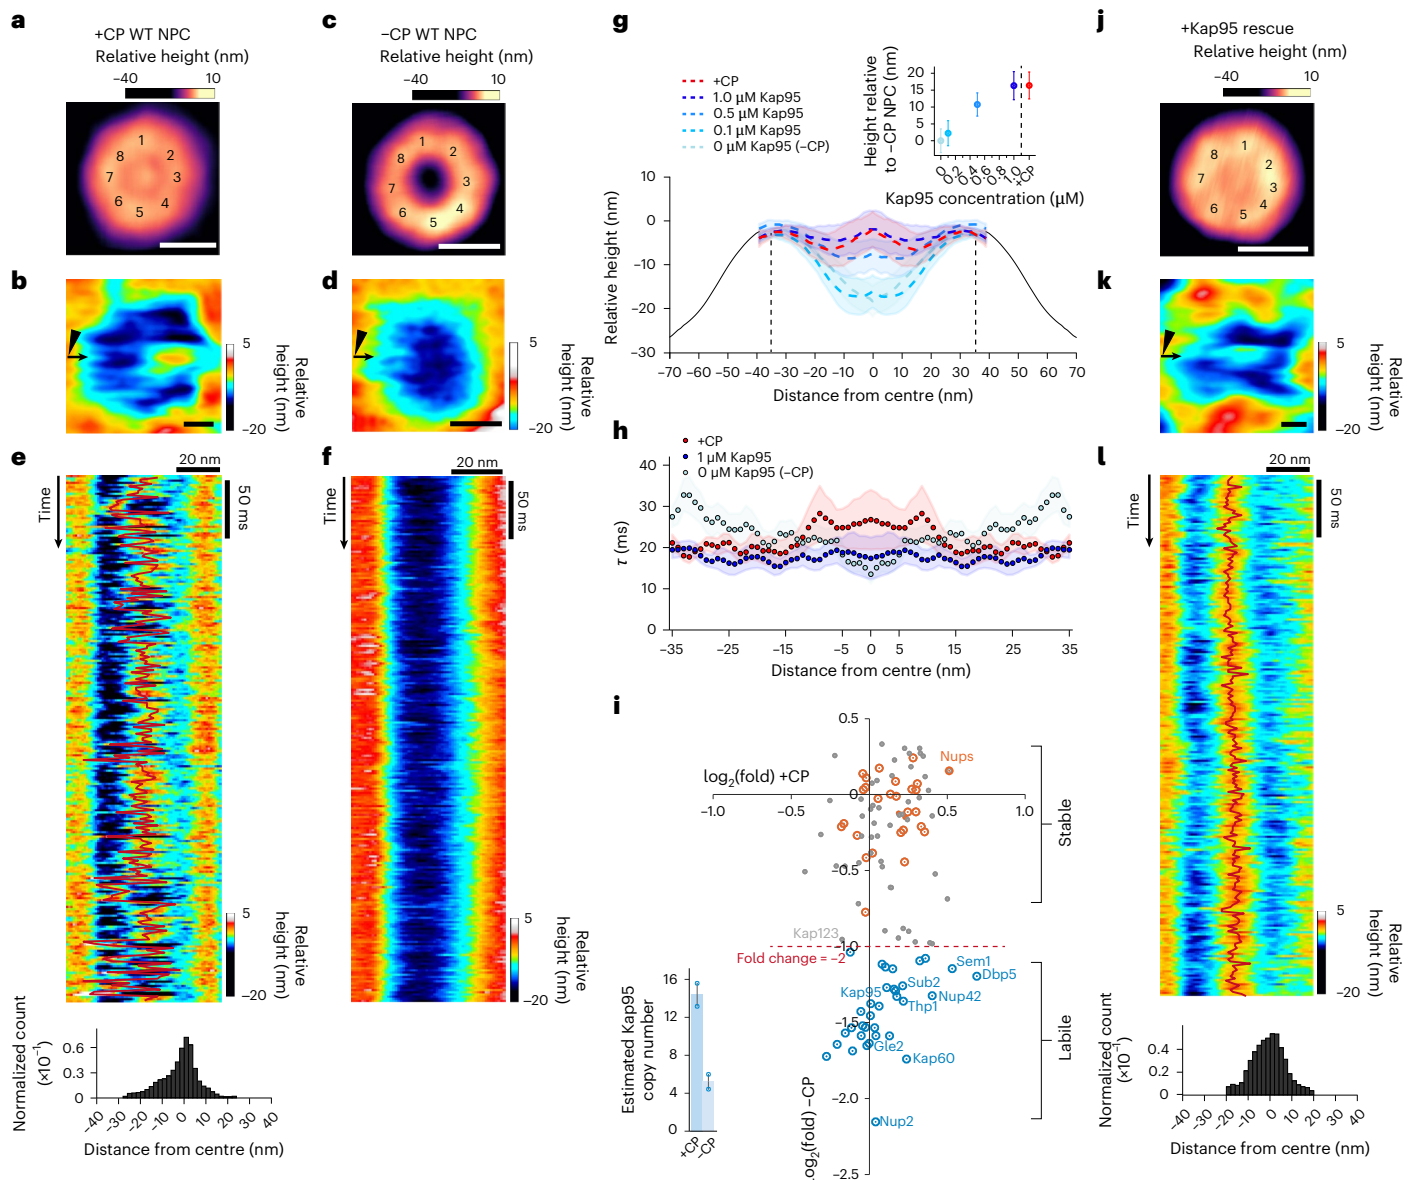 a
+CP WT NPC
Relative height (nm)
−40 10
1
2
3
4
5
6
7
8
b
5
−20
Relative
height (nm)
c
−CP WT NPC
Relative height (nm)
−40 10
1
2
3
4
5
6
7
8
d
5
−20
Relative
height (nm)
e
20 nm
Time
50 ms
5
−20
Relative
height (nm)
Normalized count
(×10⁻¹)
0.6
0.3
0
−40 −30 −20 −10 0 10 20 30 40
Distance from centre (nm)
f
20 nm
Time
50 ms
5
−20
Relative
height (nm)
g
+CP
1.0 µM Kap95
0.5 µM Kap95
0.1 µM Kap95
0 µM Kap95 (−CP)
Height relative
to −CP NPC (nm)
20
15
10
5
0
0 0.2 0.4 0.6 0.8 1.0 +CP
Kap95 concentration (µM)
Relative height (nm)
10
0
−10
−20
−30
−70 −60 −50 −40 −30 −20 −10 0 10 20 30 40 50 60 70
Distance from centre (nm)
h
+CP
1 µM Kap95
0 µM Kap95 (−CP)
τ (ms)
40
30
20
10
0
−35 −25 −15 −5 0 5 15 25 35
Distance from centre (nm)
i
log₂(fold) +CP
−1.0 −0.5 0 0.5 1.0
0.5
−0.5
−1.0
−1.5
−2.0
−2.5
log₂(fold) −CP
Nups
Stable
Kap123
Fold change = −2
Sem1
Dbp5
Sub2
Kap95
Nup42
Thp1
Gle2
Kap60
Nup2
Labile
Estimated Kap95
copy number
16
12
8
4
0
+CP
−CP
j
+Kap95 rescue
Relative height (nm)
−40 10
1
2
3
4
5
6
7
8
k
5
−20
Relative
height (nm)
l
20 nm
Time
50 ms
5
−20
Relative
height (nm)
Normalized count
(×10⁻¹)
0.4
0.2
0
−40 −30 −20 −10 0 10 20 30 40
Distance from centre (nm)